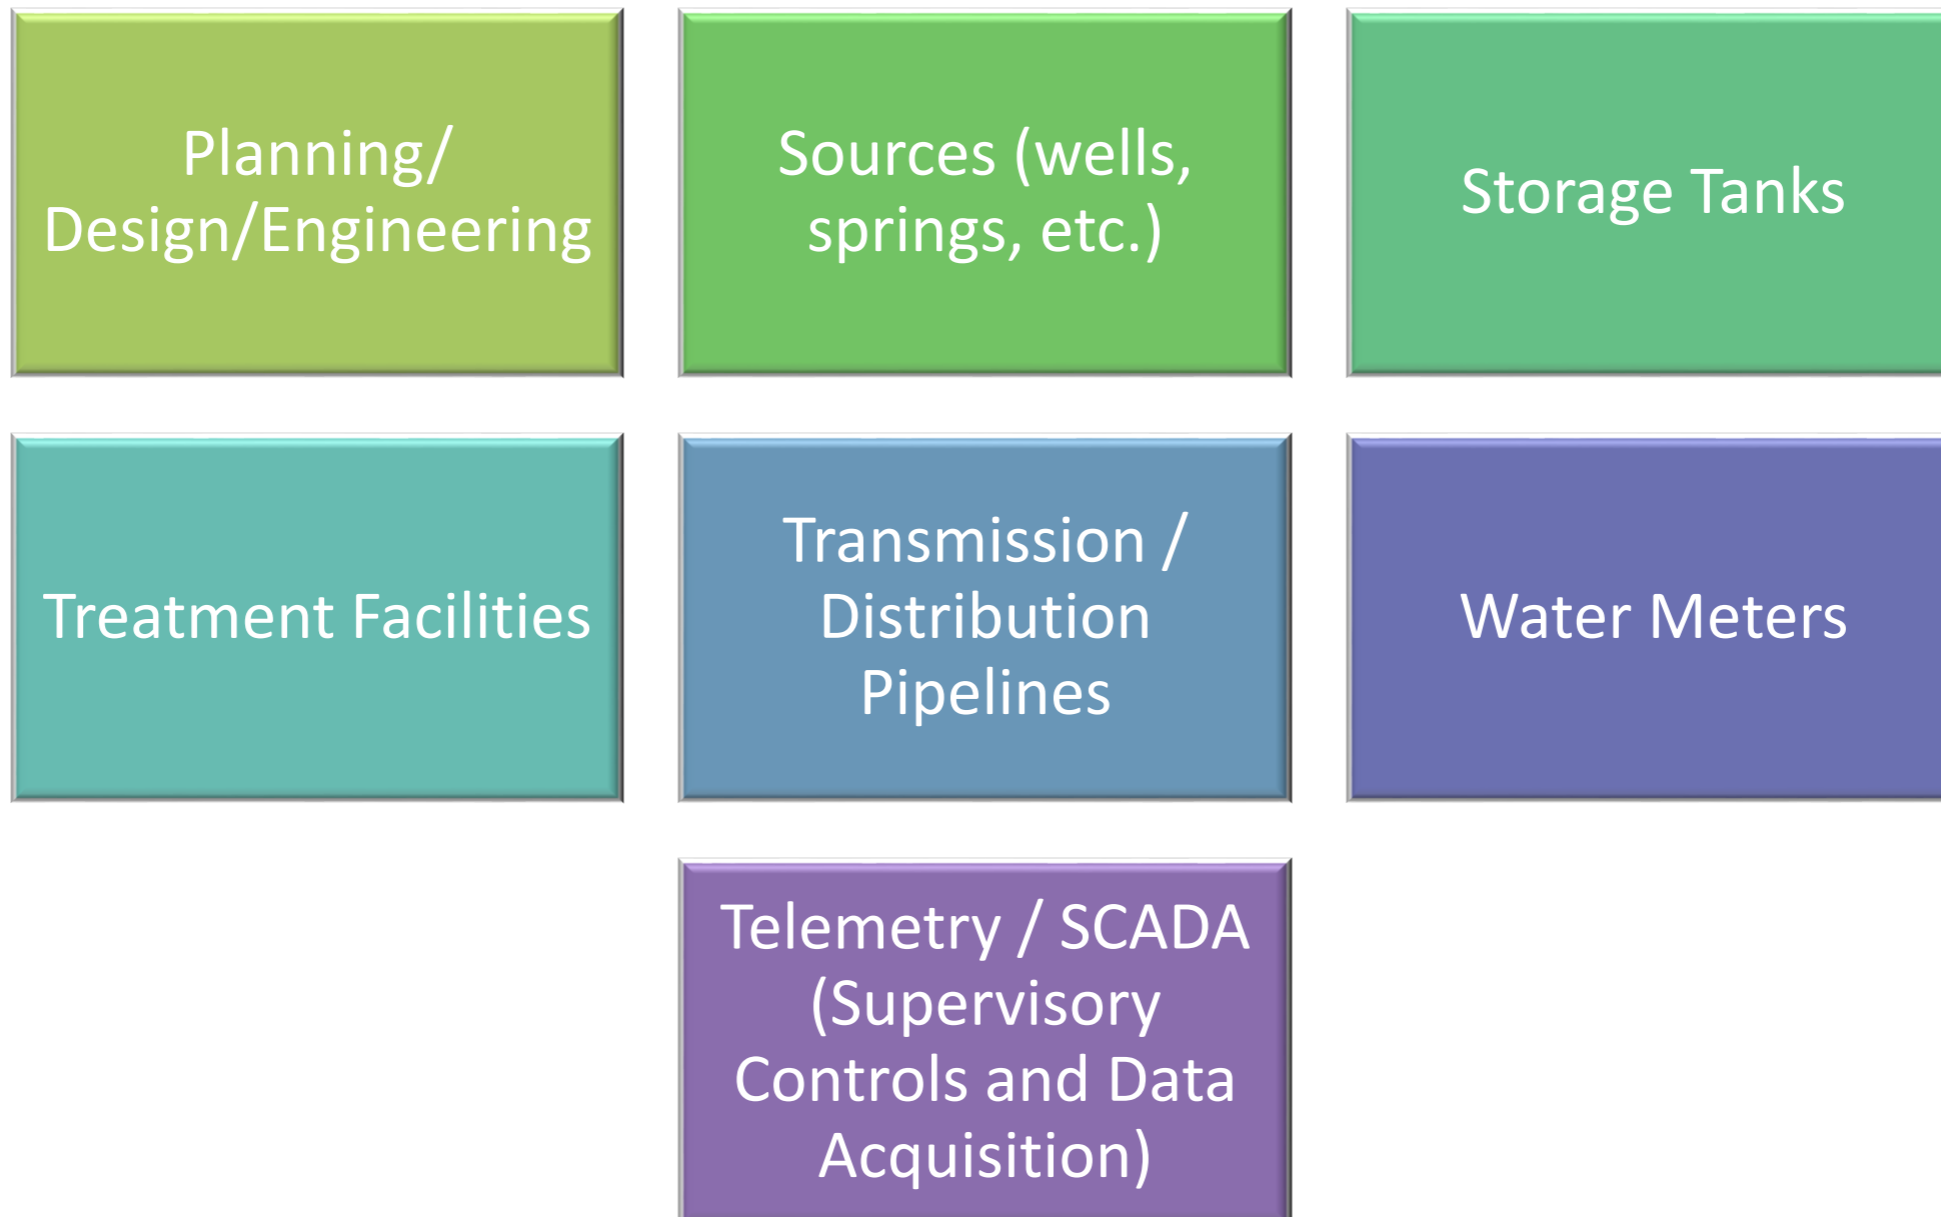 Planning/
Design/Engineering
Sources (wells,
springs, etc.)
Storage Tanks
Treatment Facilities
Transmission /
Distribution
Pipelines
Water Meters
Telemetry / SCADA
(Supervisory
Controls and Data
Acquisition)